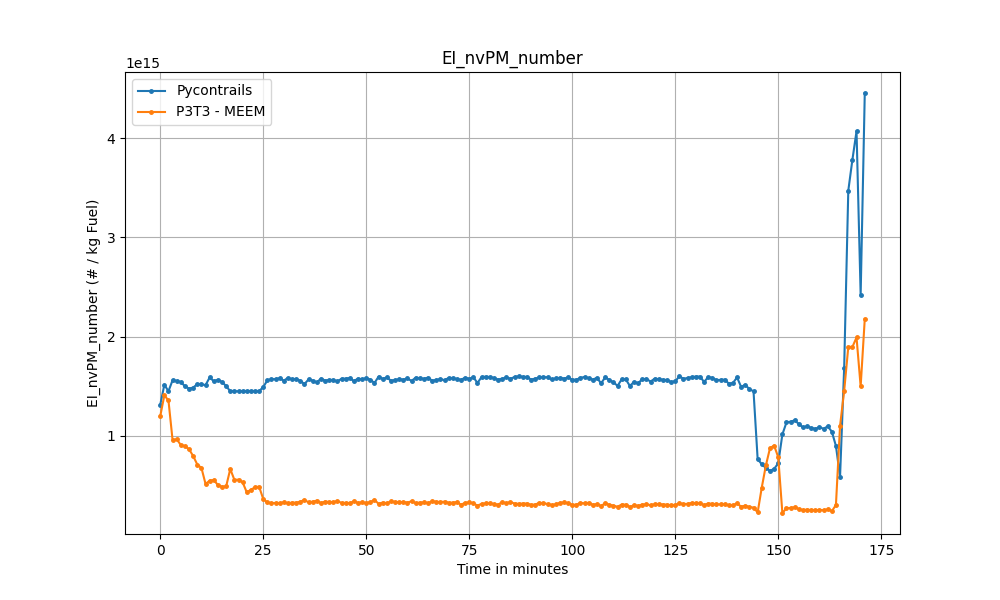 EI_nvPM_number
1e15
Pycontrails
P3T3 - MEEM
4
3
2
1
EI_nvPM_number (# / kg Fuel)
0
25
50
75
100
125
150
175
Time in minutes